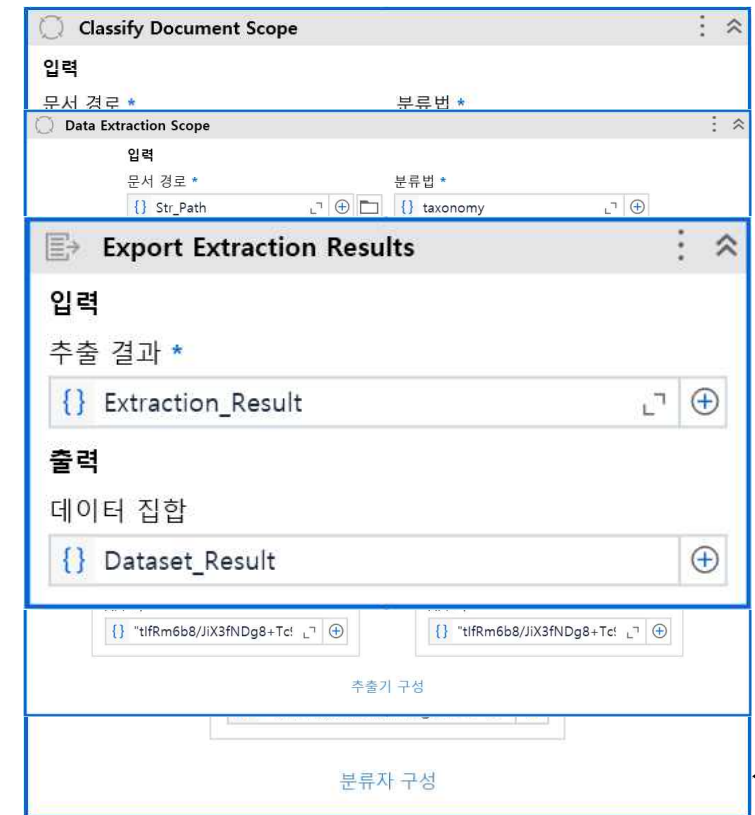 Classify Document Scope
입력
문서 경로 * 분류법 *
Data Extraction Scope
입력
문서 경로 * 분류법 *
{} Str_Path {} taxonomy
Export Extraction Results
입력
추출 결과 *
{} Extraction_Result
출력
데이터 집합
{} Dataset_Result
{} "tIfRm6b8/JiX3fNDg8+Tc! {} "tIfRm6b8/JiX3fNDg8+Tc!
추출기 구성
분류자 구성